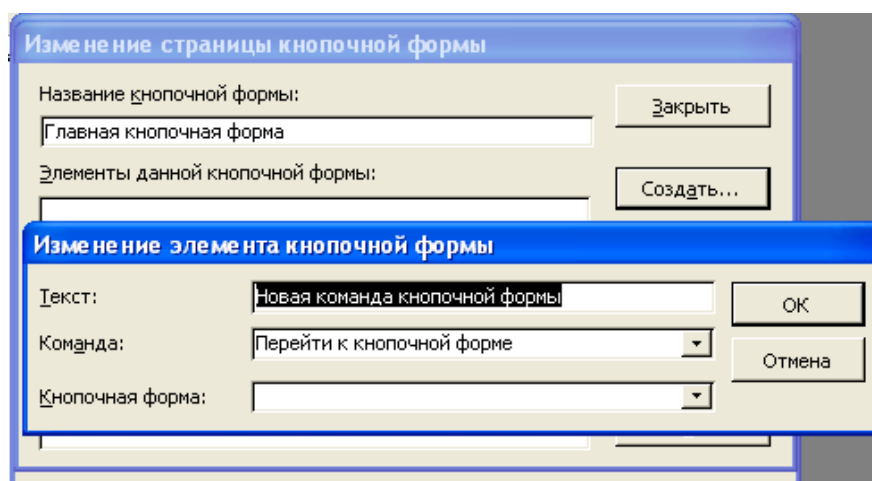 Изменение страницы кнопочной формы
Название кнопочной формы:
Закрыть
Главная кнопочная форма
Элементы данной кнопочной формы:
Создать...
Изменение элемента кнопочной формы
Текст:
Новая команда кнопочной формы
ОК
Команда:
Перейти к кнопочной форме
Отмена
Кнопочная форма: